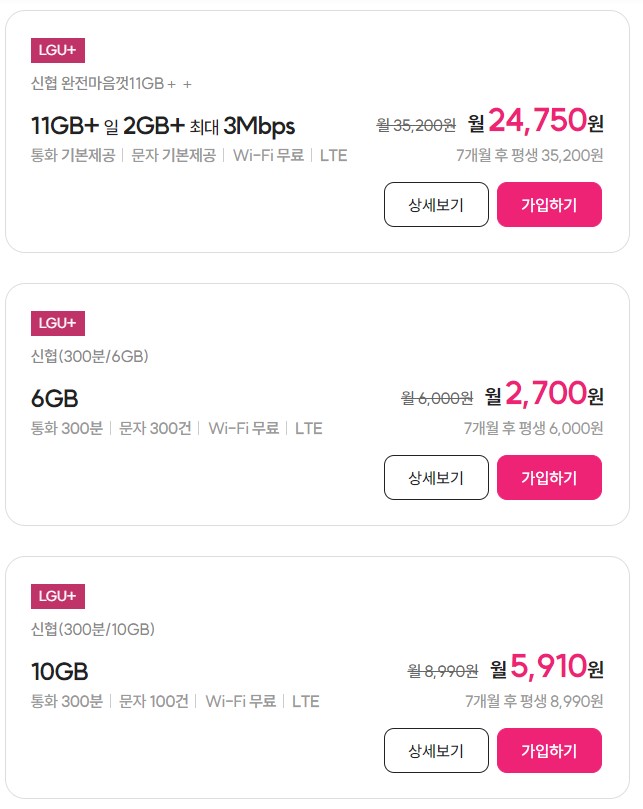 LGU+
신협 완전마음껏11GB + +
11GB+ 일 2GB+ 최대 3Mbps
월 35,200원 월 24,750원
통화 기본제공 | 문자 기본제공 | Wi-Fi 무료 | LTE
7개월 후 평생 35,200원
상세보기 가입하기
LGU+
신협(300분/6GB)
6GB
월 6,000원 월 2,700원
통화 300분 | 문자 300건 | Wi-Fi 무료 | LTE
7개월 후 평생 6,000원
상세보기 가입하기
LGU+
신협(300분/10GB)
10GB
월 8,990원 월 5,910원
통화 300분 | 문자 100건 | Wi-Fi 무료 | LTE
7개월 후 평생 8,990원
상세보기 가입하기